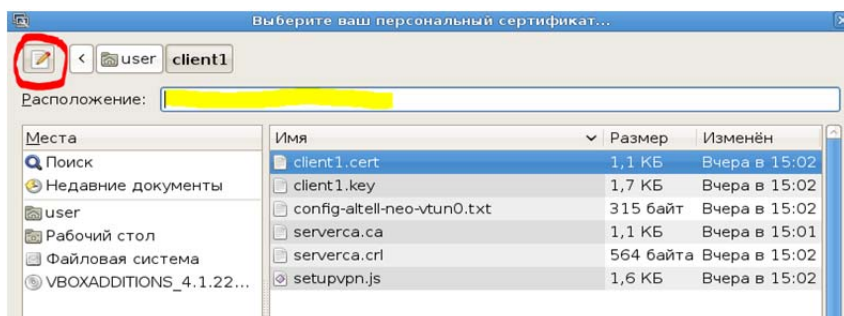 Выберите ваш персональный сертификат...
user client1
Расположение:
Места
Имя Размер Изменён
Поиск
client1.cert 1,1 КБ Вчера в 15:02
Недавние документы
client1.key 1,7 КБ Вчера в 15:02
user
config-altell-neo-vtun0.txt 315 байт Вчера в 15:02
Рабочий стол
serverca.ca 1,1 КБ Вчера в 15:01
Файловая система
serverca.crl 564 байта Вчера в 15:02
VBOXADDITIONS_4.1.22...
setupvpn.js 1,6 КБ Вчера в 15:02